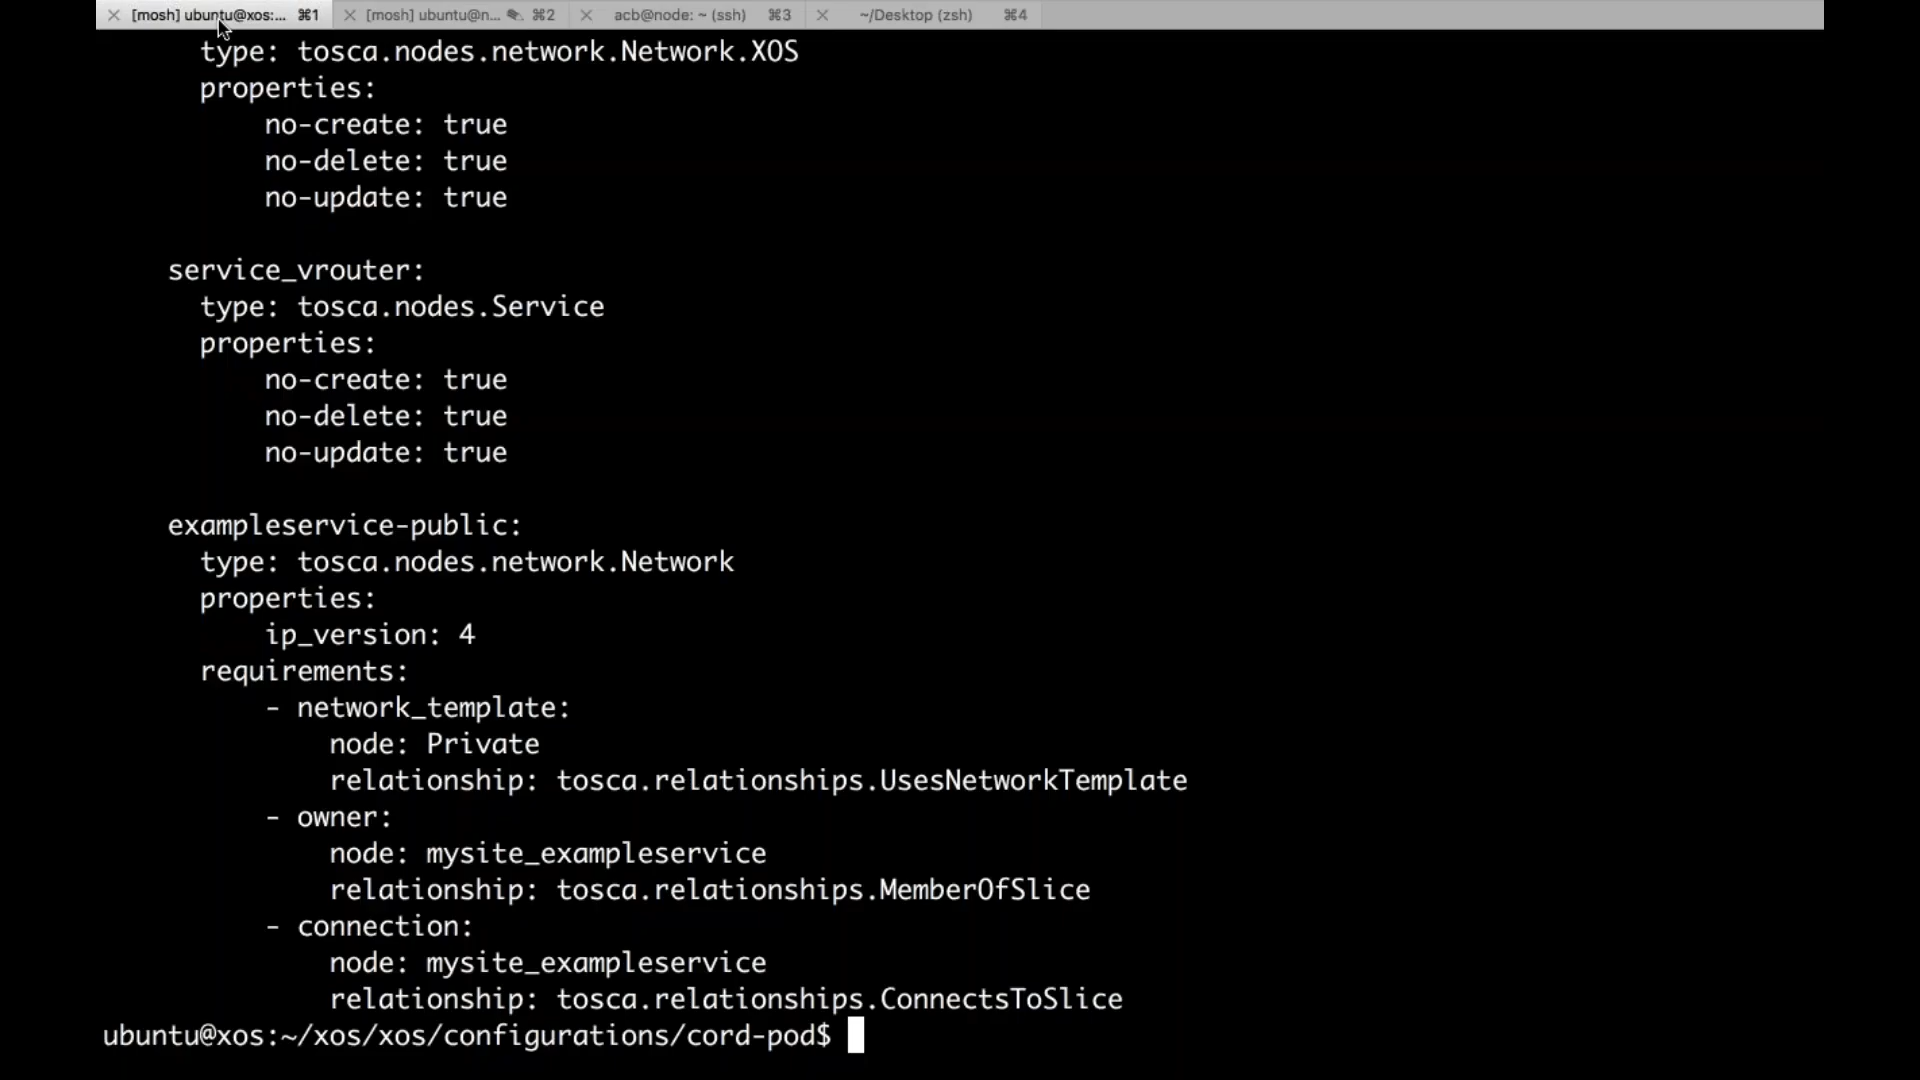 [mosh] ubuntu@xos:... ⌘1 [mosh] ubuntu@n... ⌘2 acb@node: ~ (ssh) ⌘3 ~/Desktop (zsh) ⌘4
type: tosca.nodes.network.Network.XOS
properties:
no-create: true
no-delete: true
no-update: true
service_vrouter:
type: tosca.nodes.Service
properties:
no-create: true
no-delete: true
no-update: true
exampleservice-public:
type: tosca.nodes.network.Network
properties:
ip_version: 4
requirements:
- network_template:
node: Private
relationship: tosca.relationships.UsesNetworkTemplate
- owner:
node: mysite_exampleservice
relationship: tosca.relationships.MemberOfSlice
- connection:
node: mysite_exampleservice
relationship: tosca.relationships.ConnectsToSlice
ubuntu@xos:~/xos/xos/configurations/cord-pod$